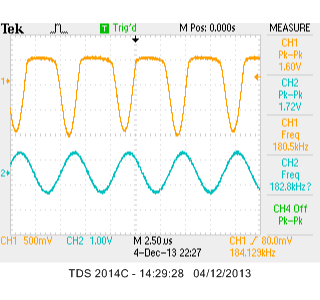 Tek T Trig'd M Pos: 0.000s MEASURE
CH1
Pk-Pk
1.60V
CH2
Pk-Pk
1.72V
CH1
Freq
180.5kHz
CH2
Freq
182.8kHz?
CH4 Off
Pk-Pk
1
2
CH1 500mV CH2 1.00V M 2.50us CH1 / 80.0mV
4-Dec-13 22:27 184.129kHz
TDS 2014C - 14:29:28 04/12/2013